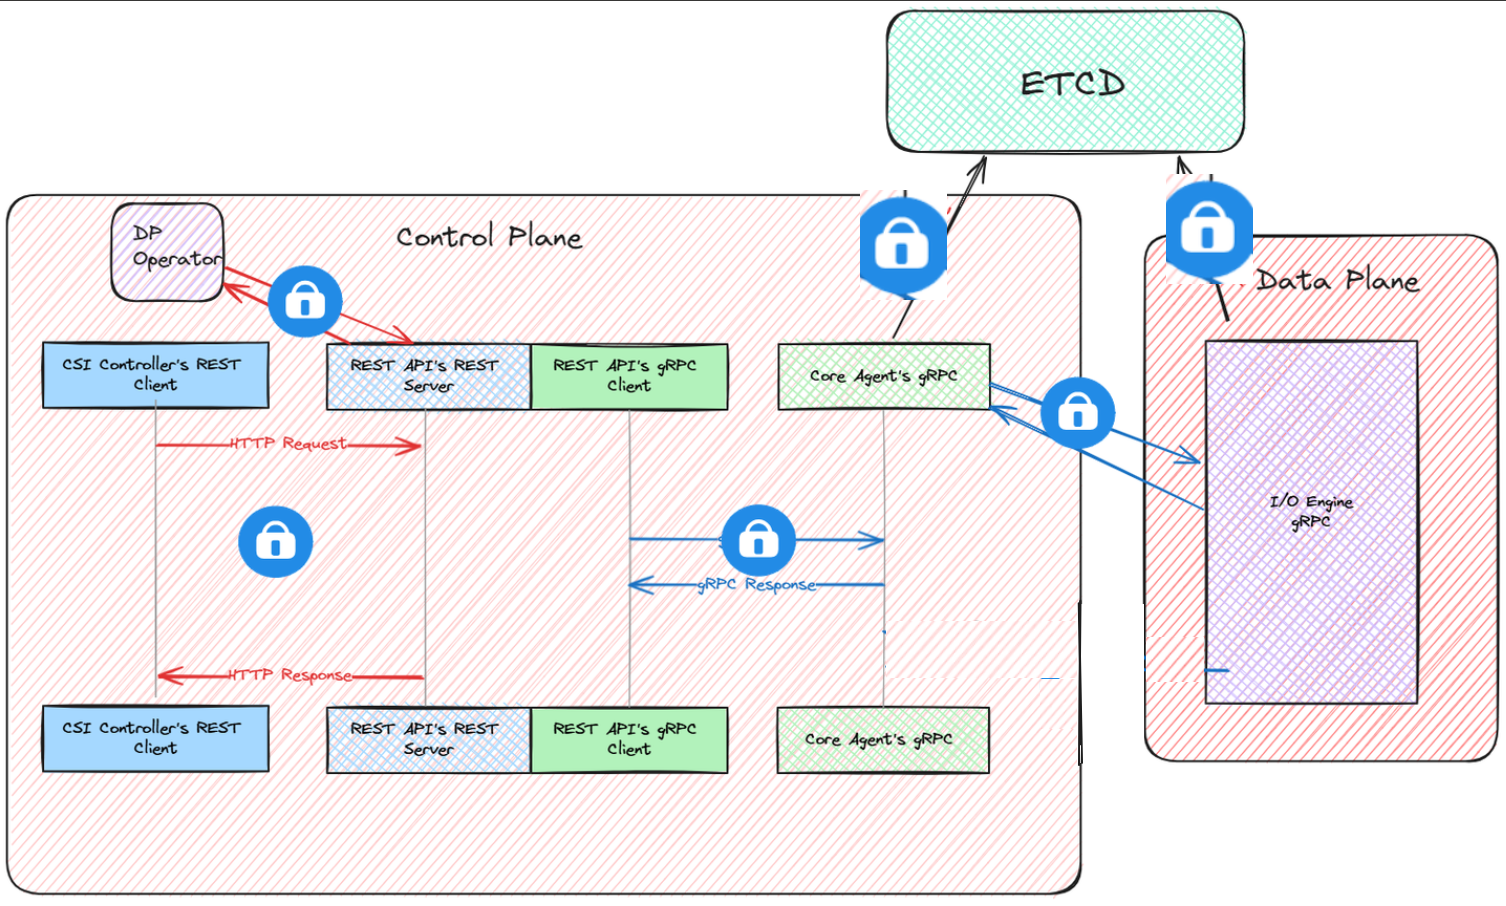 ETCD
DP
Operator
Control Plane
Data Plane
CSI Controller's REST
Client
REST API's REST
Server
REST API's gRPC
Client
Core Agent's gRPC
HTTP Request
I/O Engine
gRPC
gRPC Response
HTTP Response
CSI Controller's REST
Client
REST API's REST
Server
REST API's gRPC
Client
Core Agent's gRPC